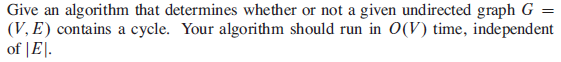 Give an algorithm that determines whether or not a given undirected graph G =
(V, E) contains a cycle. Your algorithm should run in O(V) time, independent
of |E|.